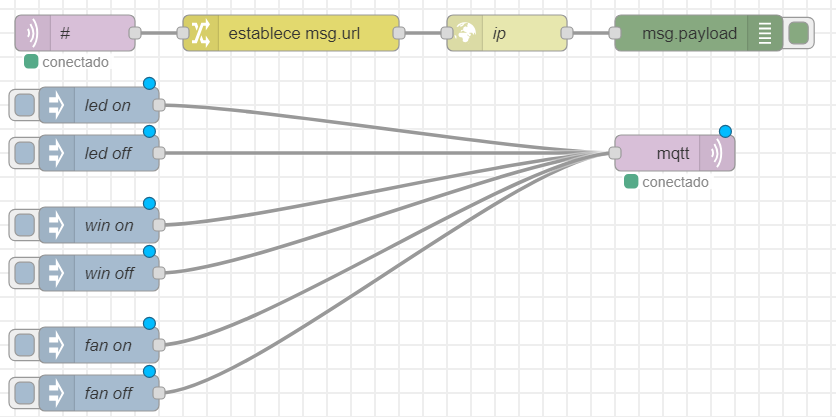 # establece msg.url ip msg.payload
conectado
led on
led off mqtt
conectado
win on
win off
fan on
fan off